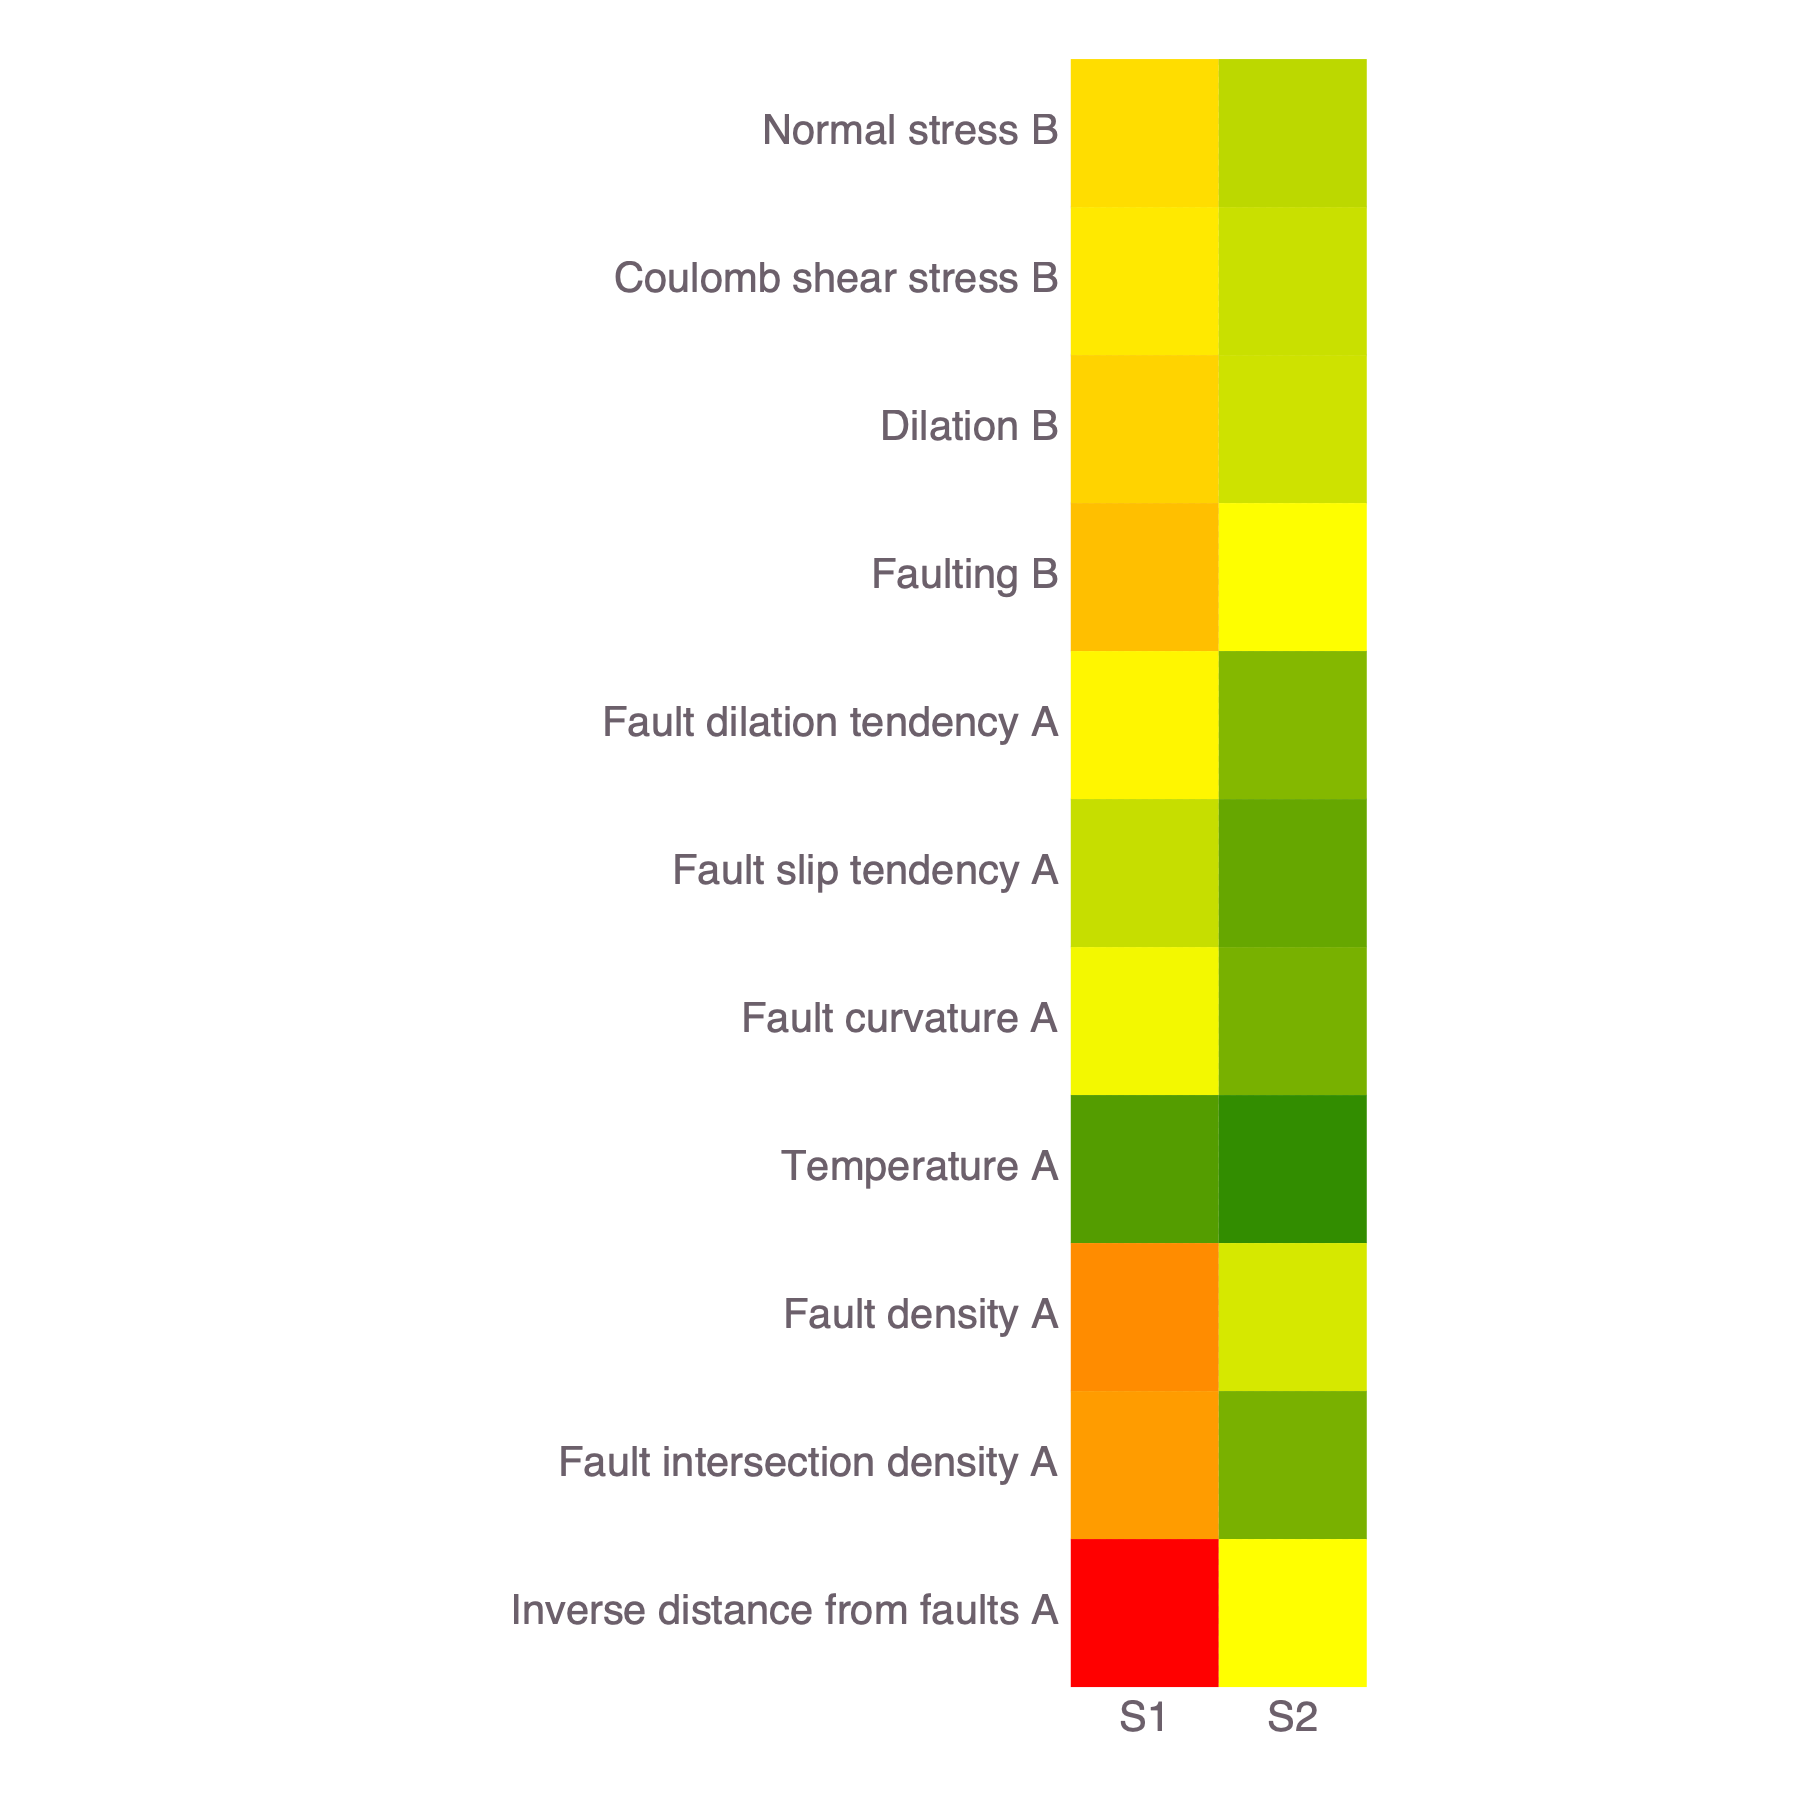 Normal stress B
Coulomb shear stress B
Dilation B
Faulting B
Fault dilation tendency A
Fault slip tendency A
Fault curvature A
Temperature A
Fault density A
Fault intersection density A
Inverse distance from faults A
S1 S2